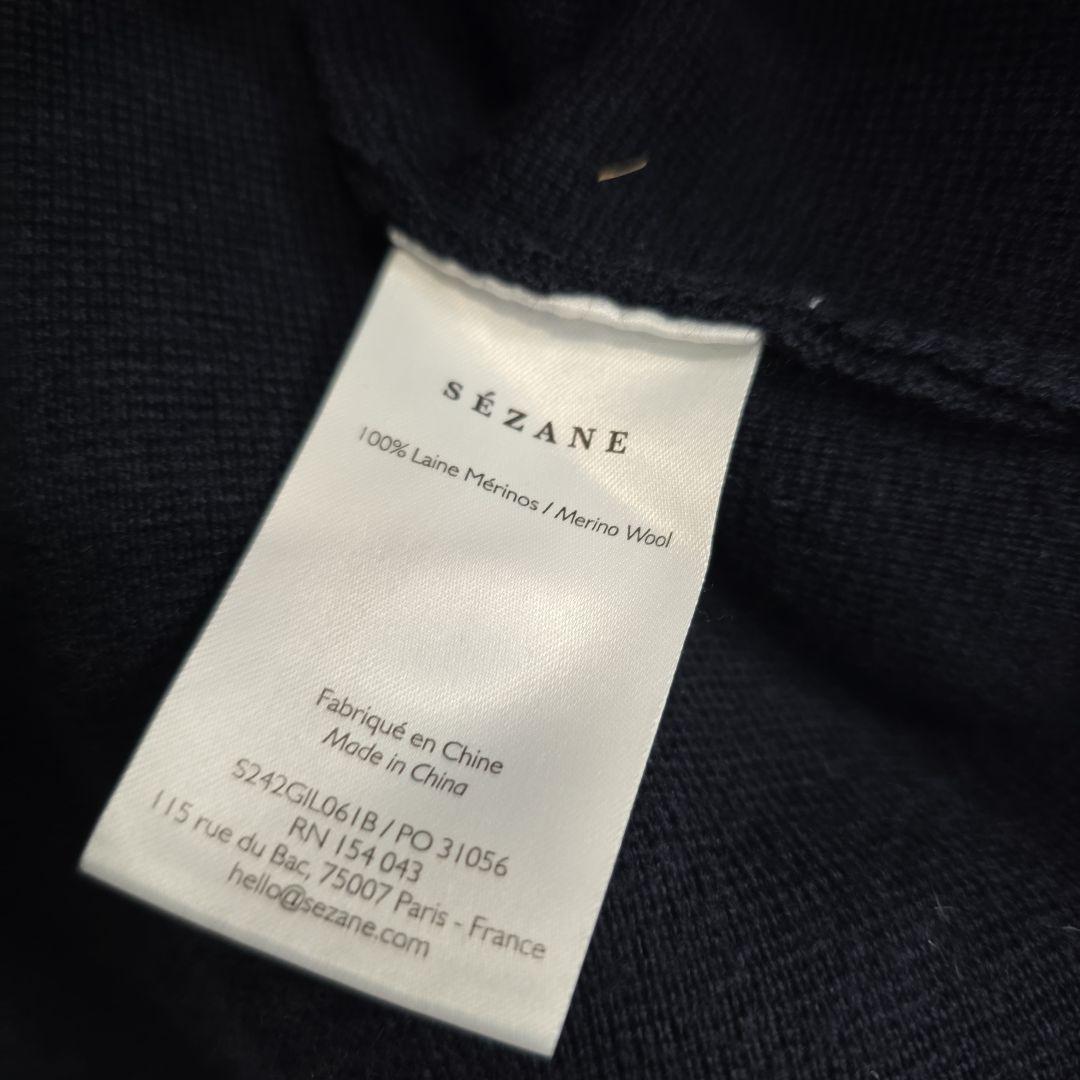 SÉZANE
100% Laine Mérinos / Merino Wool
Fabriqué en Chine
Made in China
S242GIL061B / PO 31056
RN 154 043
115 rue du Bac, 75007 Paris - France
hello@sezane.com